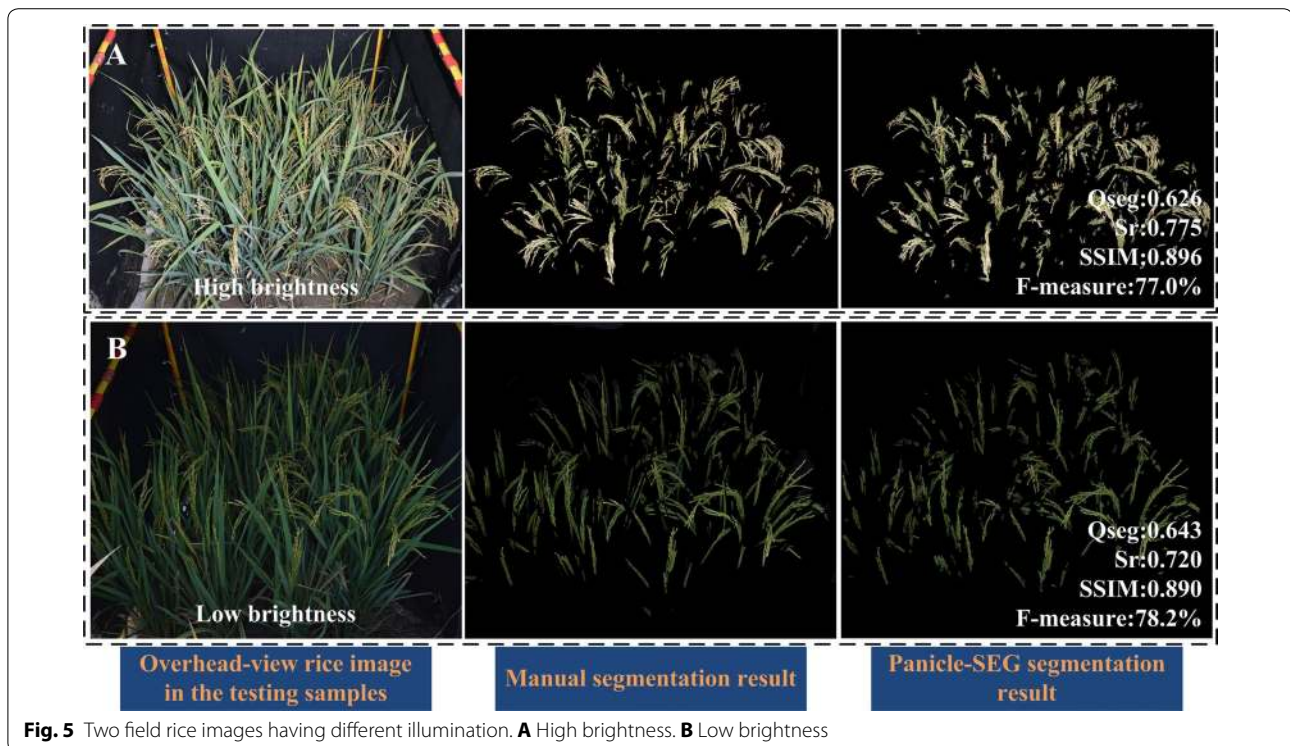 A
High brightness
Qseg:0.626
Sr:0.775
SSIM;0.896
F-measure:77.0%
B
Low brightness
Qseg:0.643
Sr:0.720
SSIM:0.890
F-measure:78.2%
Overhead-view rice image
in the testing samples
Manual segmentation result
Panicle-SEG segmentation
result
Fig. 5 Two field rice images having different illumination. A High brightness. B Low brightness